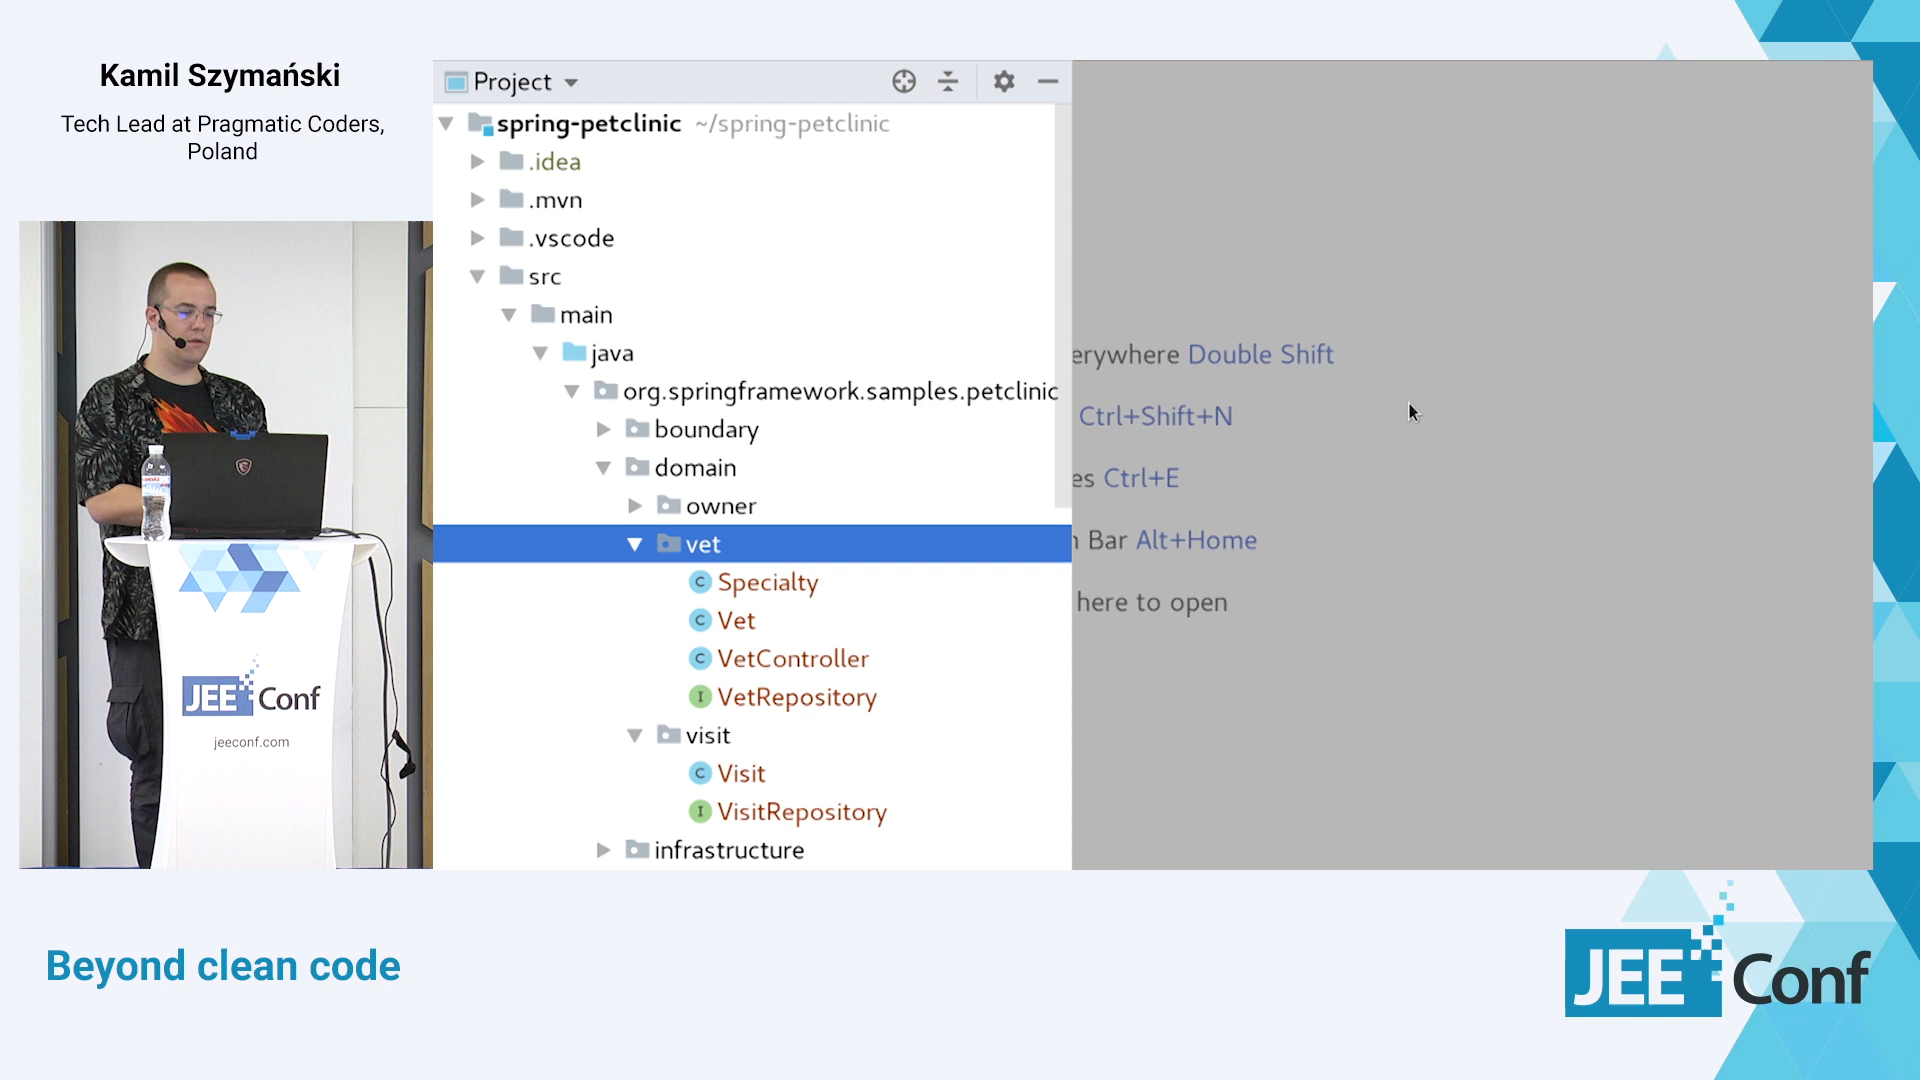 Kamil Szymański
Tech Lead at Pragmatic Coders,
Poland
Project
spring-petclinic ~/spring-petclinic
.idea
.mvn
.vscode
src
main
java
org.springframework.samples.petclinic
boundary
domain
owner
vet
C Specialty
C Vet
C VetController
I VetRepository
visit
C Visit
I VisitRepository
infrastructure
erywhere Double Shift
Ctrl+Shift+N
es Ctrl+E
Bar Alt+Home
here to open
JEE Conf
jeeconf.com
Beyond clean code
JEE Conf